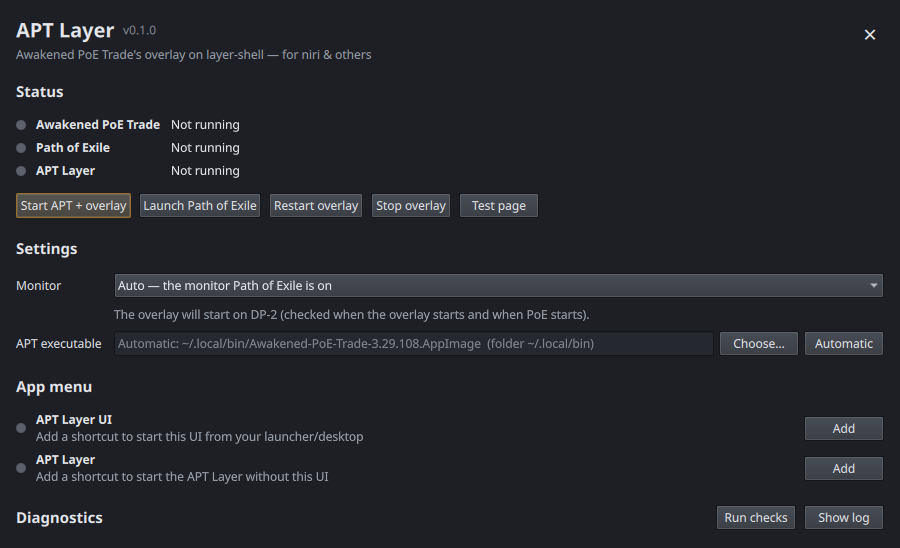 APT Layer v0.1.0
Awakened PoE Trade's overlay on layer-shell — for niri & others
Status
Awakened PoE Trade Not running
Path of Exile Not running
APT Layer Not running
Start APT + overlay Launch Path of Exile Restart overlay Stop overlay Test page
Settings
Monitor Auto — the monitor Path of Exile is on
The overlay will start on DP-2 (checked when the overlay starts and when PoE starts).
APT executable Automatic: ~/.local/bin/Awakened-PoE-Trade-3.29.108.AppImage (folder ~/.local/bin) Choose... Automatic
App menu
APT Layer UI
Add a shortcut to start this UI from your launcher/desktop Add
APT Layer
Add a shortcut to start the APT Layer without this UI Add
Diagnostics Run checks Show log